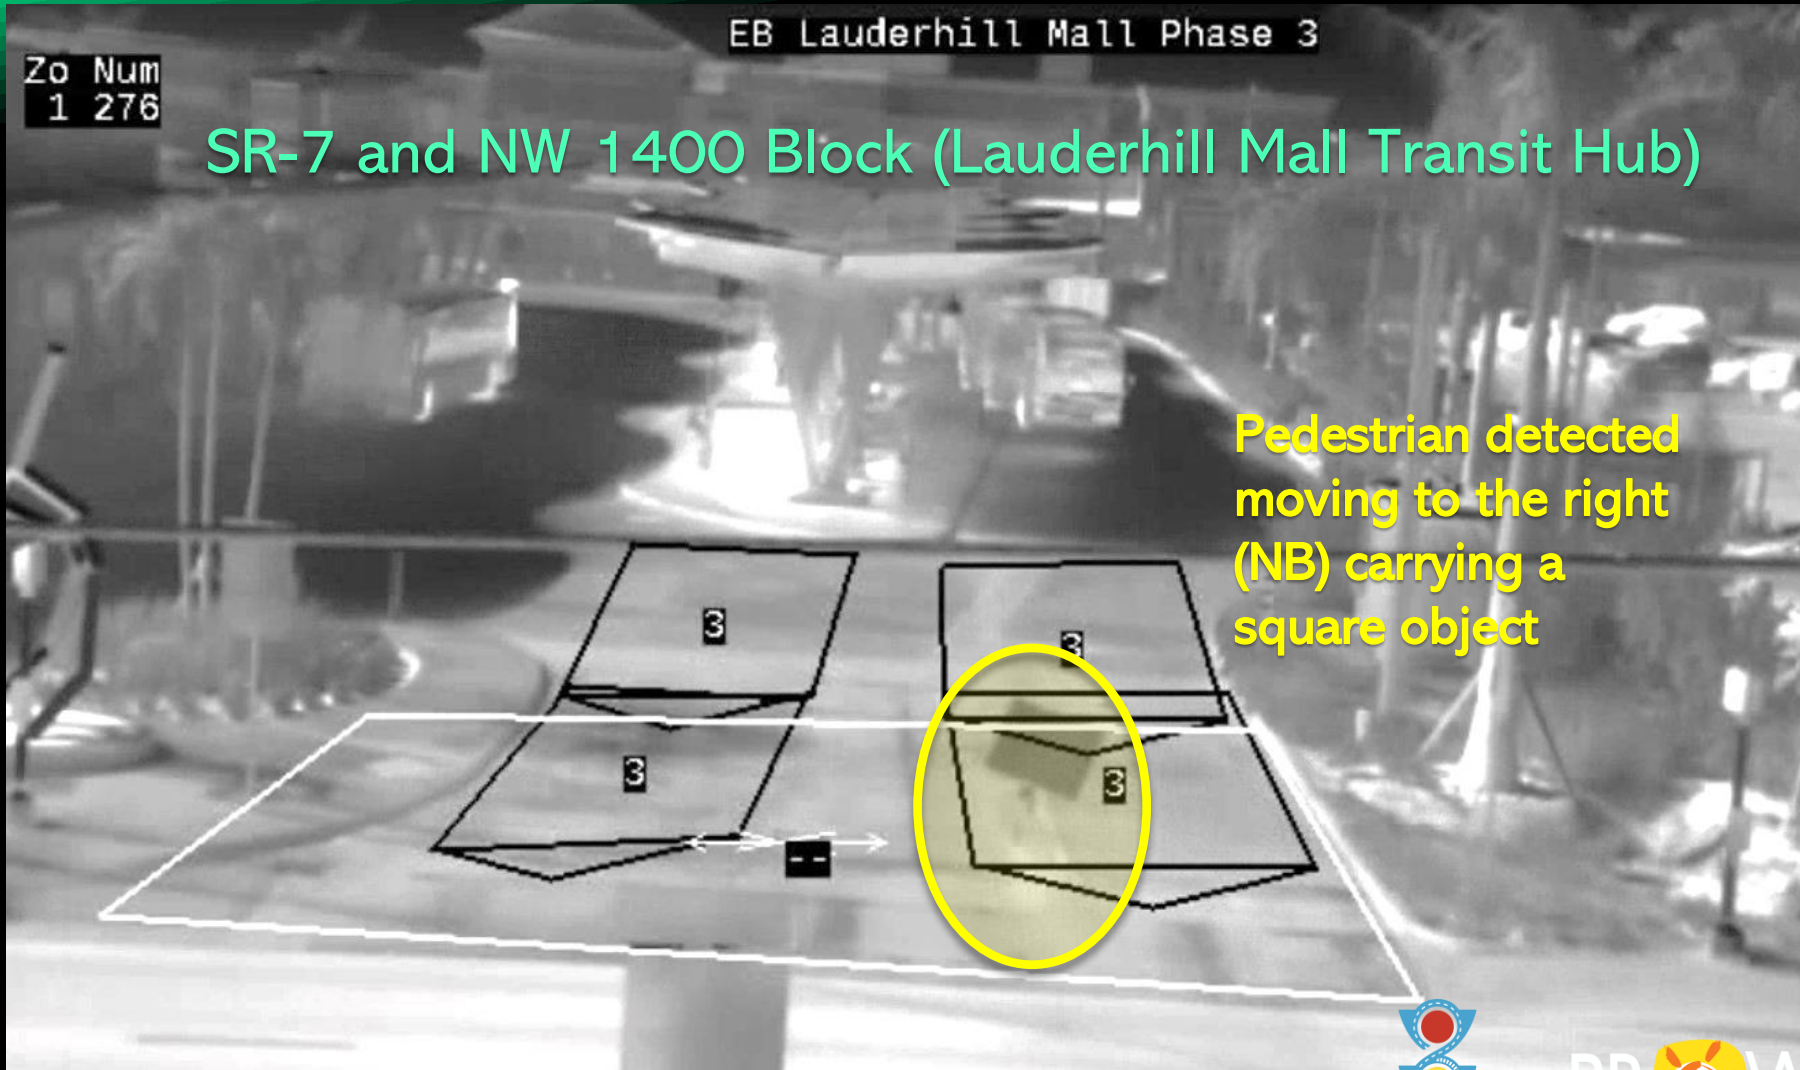 EB Lauderhill Mall Phase 3
Zo Num
1 276
SR-7 and NW 1400 Block (Lauderhill Mall Transit Hub)
Pedestrian detected
moving to the right
(NB) carrying a
square object
3
3
3
3
--